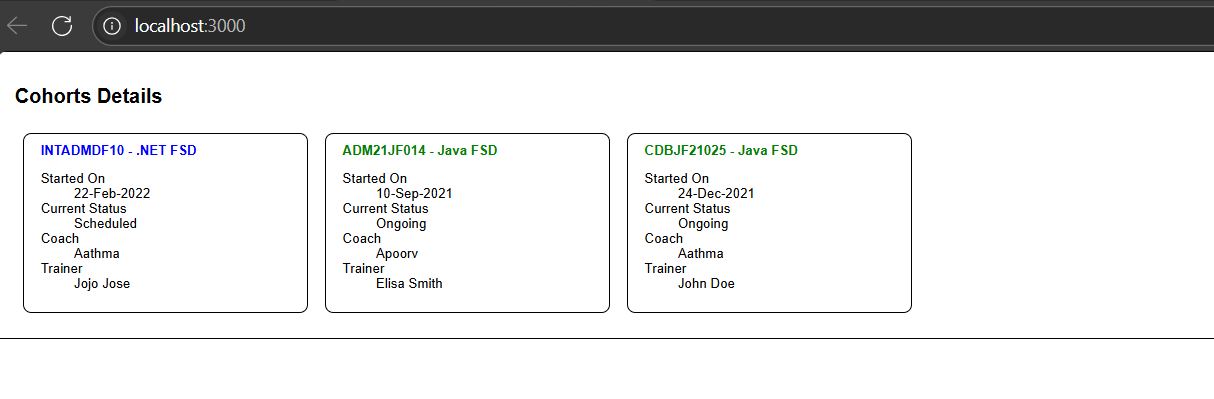 localhost:3000
Cohorts Details
INTADMDF10 - .NET FSD
Started On
22-Feb-2022
Current Status
Scheduled
Coach
Aathma
Trainer
Jojo Jose
ADM21JF014 - Java FSD
Started On
10-Sep-2021
Current Status
Ongoing
Coach
Apoorv
Trainer
Elisa Smith
CDBJF21025 - Java FSD
Started On
24-Dec-2021
Current Status
Ongoing
Coach
Aathma
Trainer
John Doe